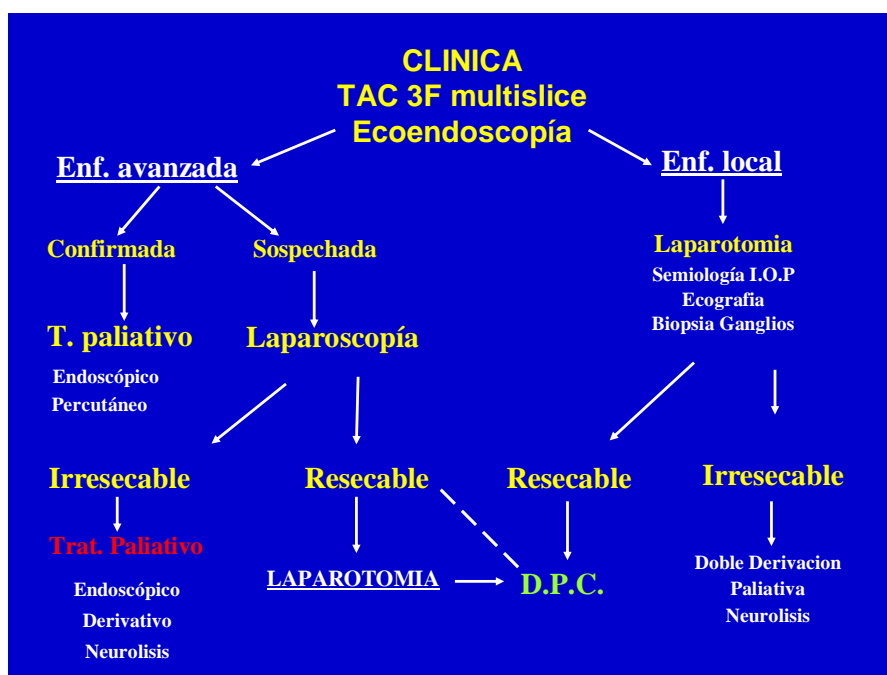 CLINICA
TAC 3F multislice
Ecoendoscopía
Enf. avanzada
Enf. local
Confirmada
Sospechada
Laparotomia
Semiología I.O.P
Ecografia
Biopsia Ganglios
T. paliativo
Laparoscopía
Endoscópico
Percutáneo
Irresecable
Resecable
Resecable
Irresecable
Trat. Paliativo
Endoscópico
Derivativo
Neurolisis
LAPAROTOMIA
D.P.C.
Doble Derivacion
Paliativa
Neurolisis